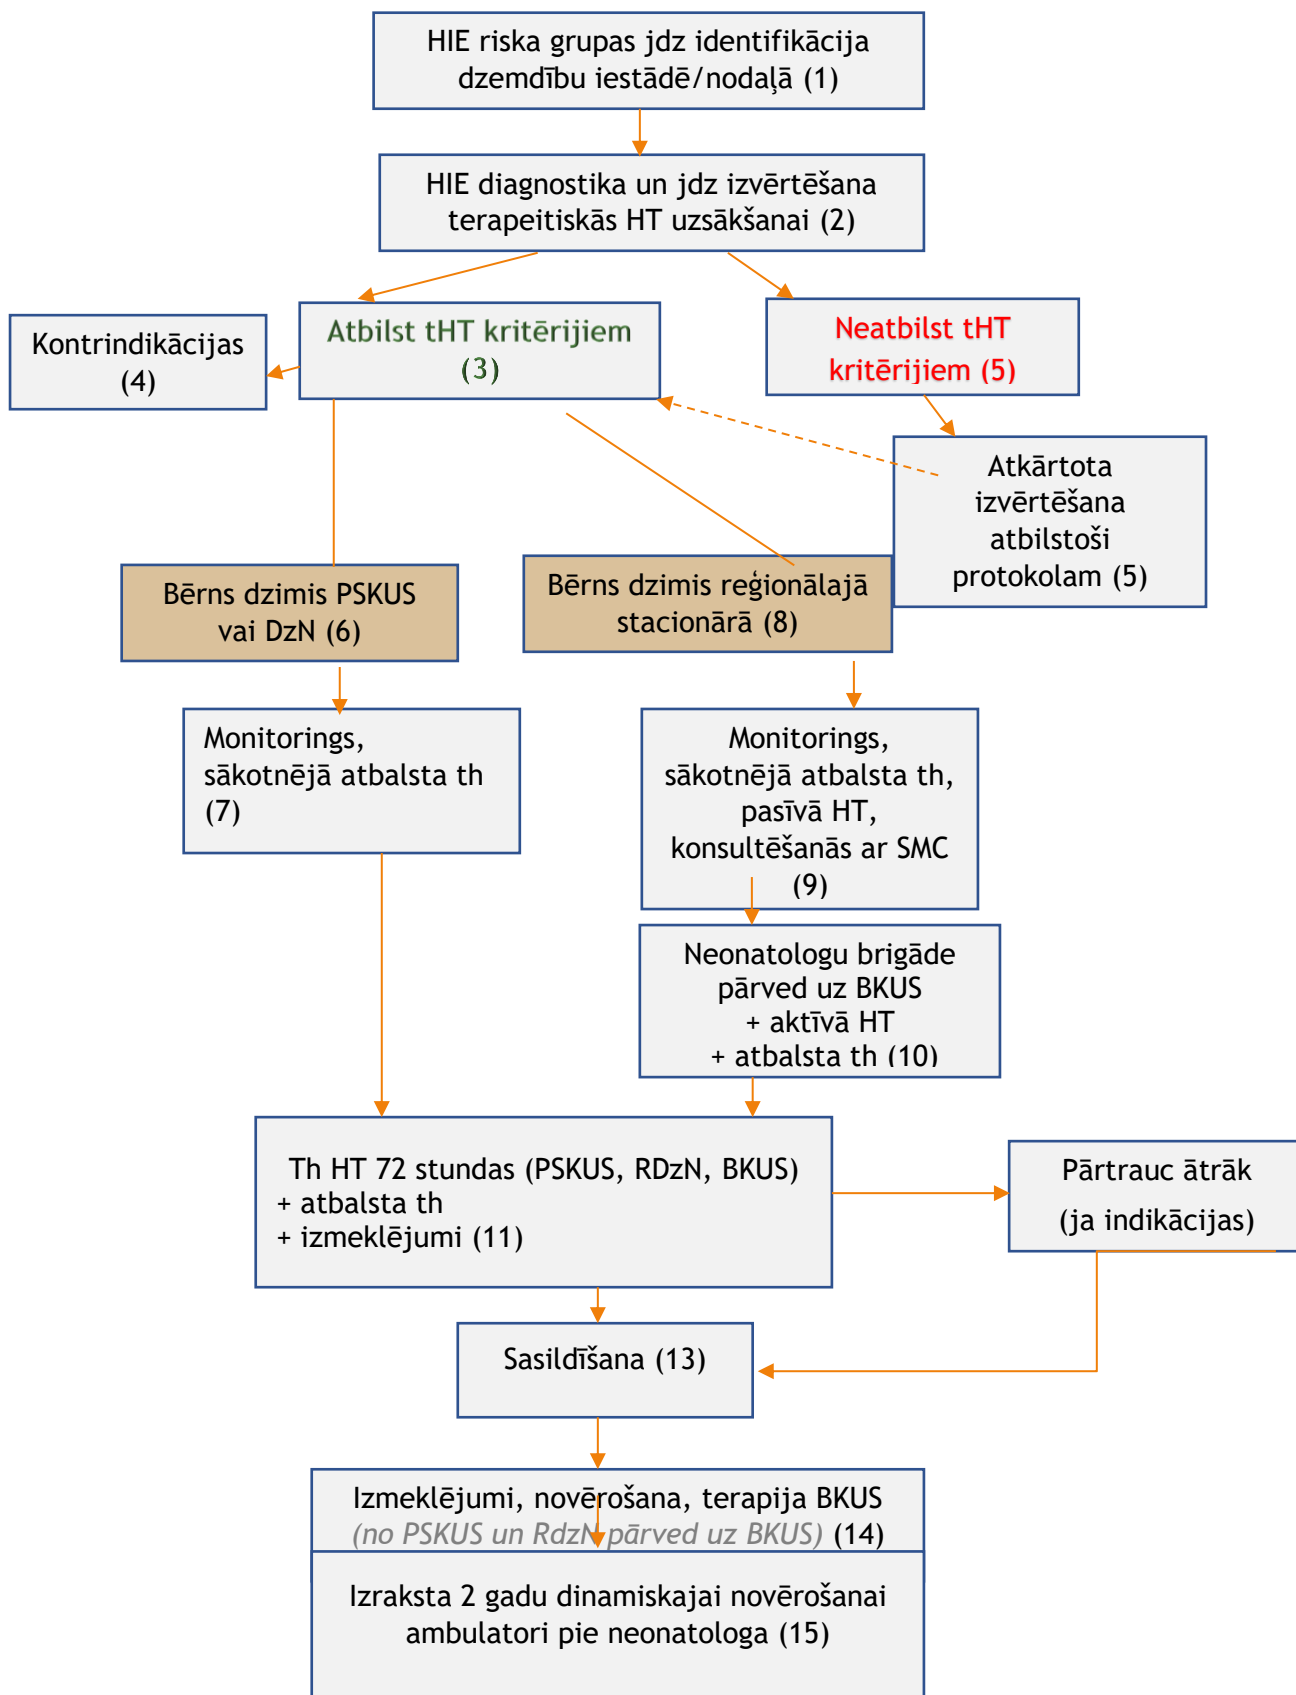 HIE riska grupas jdz identifikācija
dzemdību iestādē/nodaļā (1)
HIE diagnostika un jdz izvērtēšana
terapeitiskās HT uzsākšanai (2)
Kontrindikācijas
(4)
Atbilst tHT kritērijiem
(3)
Neatbilst tHT
kritērijiem (5)
Atkārtota
izvērtēšana
atbilstoši
protokolam (5)
Bērns dzimis PSKUS
vai DzN (6)
Bērns dzimis reģionālajā
stacionārā (8)
Monitorings,
sākotnējā atbalsta th
(7)
Monitorings,
sākotnējā atbalsta th,
pasīvā HT,
konsultēšanās ar SMC
(9)
Neonatologu brigāde
pārved uz BKUS
+ aktīvā HT
+ atbalsta th (10)
Th HT 72 stundas (PSKUS, RDzN, BKUS)
+ atbalsta th
+ izmeklējumi (11)
Pārtrauc ātrāk
(ja indikācijas)
Sasildīšana (13)
Izmeklējumi, novērošana, terapija BKUS
(no PSKUS un RdzN pārved uz BKUS) (14)
Izraksta 2 gadu dinamiskajai novērošanai
ambulatori pie neonatologa (15)